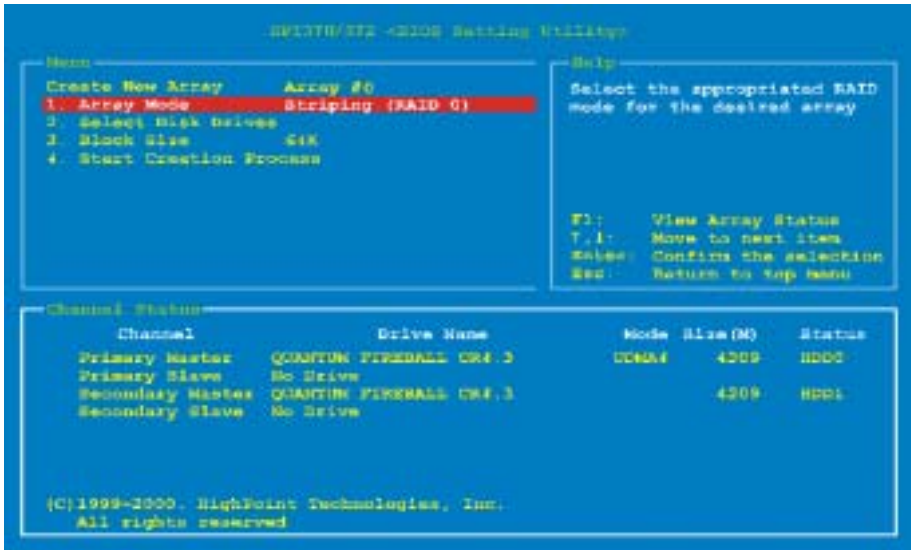 HPT370/372 <BIOS Setting Utility>
Menu
Create New Array Array #0
1. Array Mode Striping (RAID 0)
2. Select Disk Drives
3. Block Size 64K
4. Start Creation Process
Help
Select the appropriated RAID
mode for the desired array
F1: View Array Status
↑,↓: Move to next item
Enter: Confirm the selection
Esc: Return to top menu
Channel Status
Channel Drive Name Mode Size(M) Status
Primary Master QUANTUM FIREBALL CR4.3 UDMA4 4209 HDD0
Primary Slave No Drive
Secondary Master QUANTUM FIREBALL CR4.3 4209 HDD1
Secondary Slave No Drive
(C)1999-2000. HighPoint Technologies, Inc.
All rights reserved